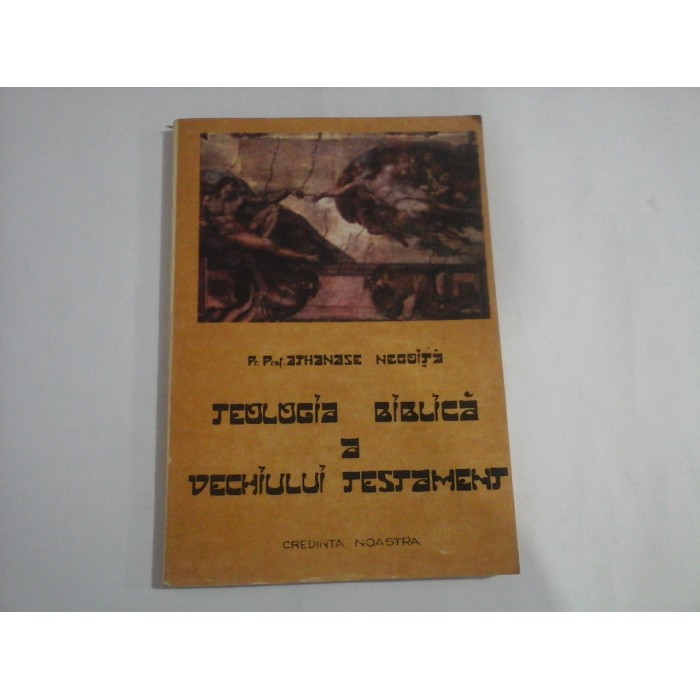 Pr. Prof. ATHANASE NEGOIȚĂ
TEOLOGIA BIBLICĂ
a
VECHIULUI TESTAMENT
CREDINTA NOASTRA